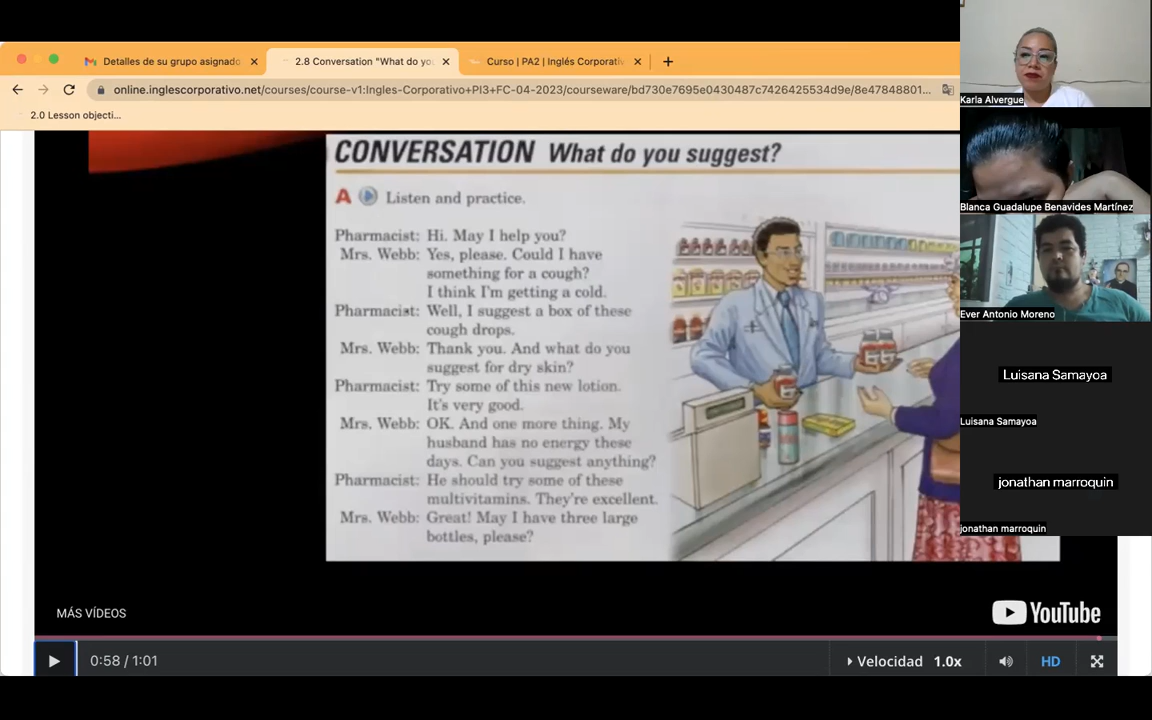 Detalles de su grupo asignado
2.8 Conversation "What do you
Curso | PA2 | Inglés Corporativ
online.inglescorporativo.net/courses/course-v1:Ingles-Corporativo+PI3+FC-04-2023/courseware/bd730e7695e0430487c7426425534d9e/8e47848801...
2.0 Lesson objecti...
CONVERSATION What do you suggest?
A Listen and practice.
Pharmacist: Hi. May I help you?
Mrs. Webb: Yes, please. Could I have
something for a cough?
I think I'm getting a cold.
Pharmacist: Well, I suggest a box of these
cough drops.
Mrs. Webb: Thank you. And what do you
suggest for dry skin?
Pharmacist: Try some of this new lotion.
It's very good.
Mrs. Webb: OK. And one more thing. My
husband has no energy these
days. Can you suggest anything?
Pharmacist: He should try some of these
multivitamins. They're excellent.
Mrs. Webb: Great! May I have three large
bottles, please?
MÁS VÍDEOS
YouTube
0:58 / 1:01
Velocidad 1.0x
HD
Karla Alvergue
Blanca Guadalupe Benavides Martínez
Ever Antonio Moreno
Luisana Samayoa
Luisana Samayoa
jonathan marroquin
jonathan marroquin